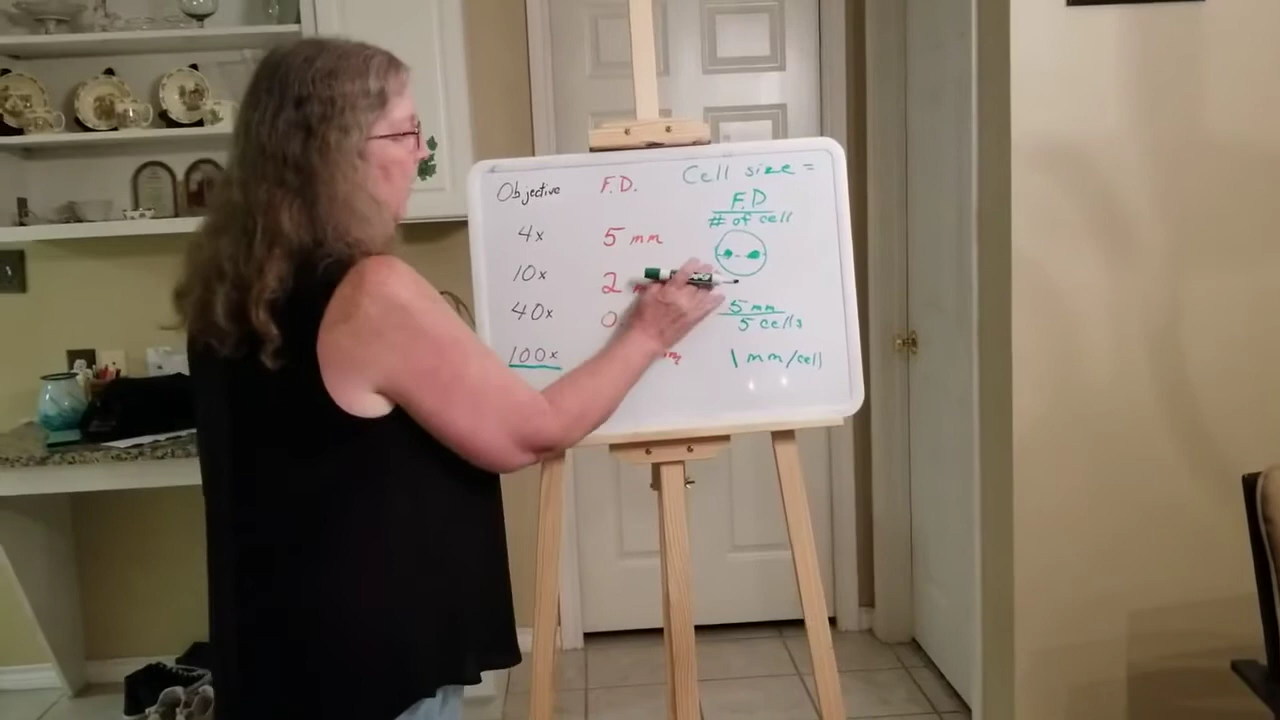 Objective F.D. Cell size =
F.D
# of cell
4x 5 mm
10x 2
40x 0
5 mm
5 cells
100x 1 mm/cell